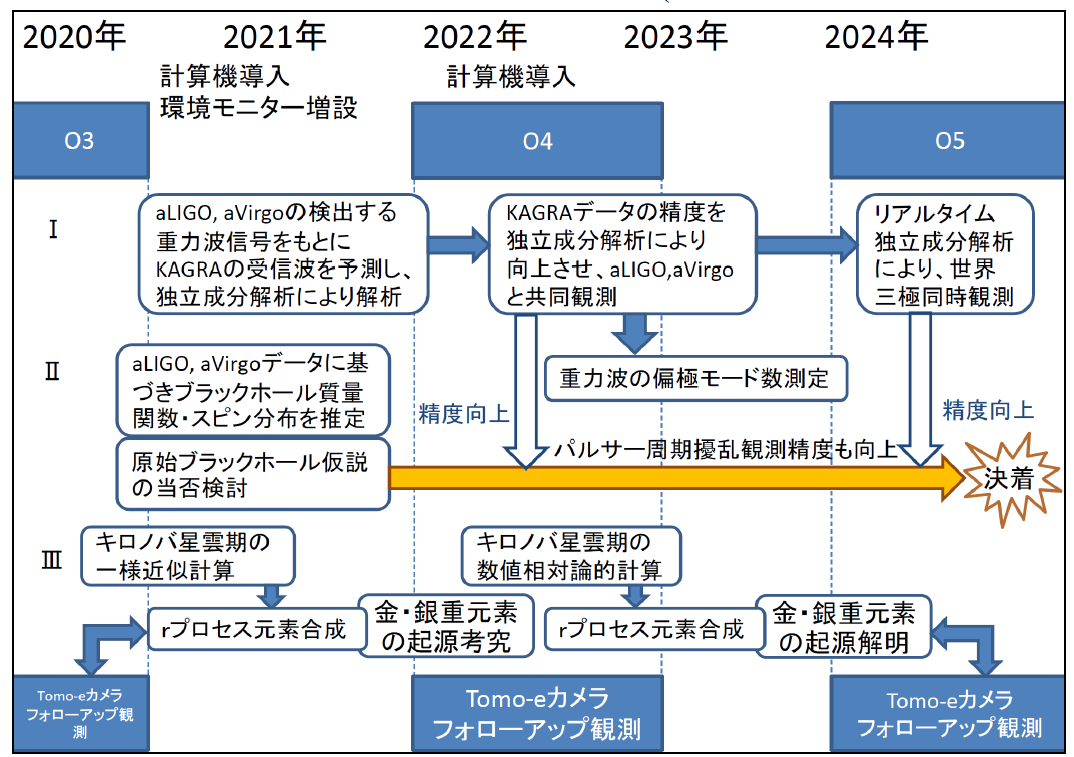 2020年 2021年 2022年 2023年 2024年
計算機導入
環境モニター増設
計算機導入
O3
O4
O5
Ⅰ
aLIGO, aVirgoの検出する
重力波信号をもとに
KAGRAの受信波を予測し、
独立成分解析により解析
KAGRAデータの精度を
独立成分解析により
向上させ、aLIGO,aVirgo
と共同観測
リアルタイム
独立成分解析
により、世界
三極同時観測
Ⅱ
aLIGO, aVirgoデータに基
づきブラックホール質量
関数・スピン分布を推定
重力波の偏極モード数測定
精度向上
精度向上
原始ブラックホール仮説
の当否検討
パルサー周期擾乱観測精度も向上
決着
Ⅲ
キロノバ星雲期の
一様近似計算
キロノバ星雲期の
数値相対論的計算
rプロセス元素合成
金・銀重元素
の起源考究
rプロセス元素合成
金・銀重元素
の起源解明
Tomo-eカメラ
フォローアップ観
測
Tomo-eカメラ
フォローアップ観測
Tomo-eカメラ
フォローアップ観測